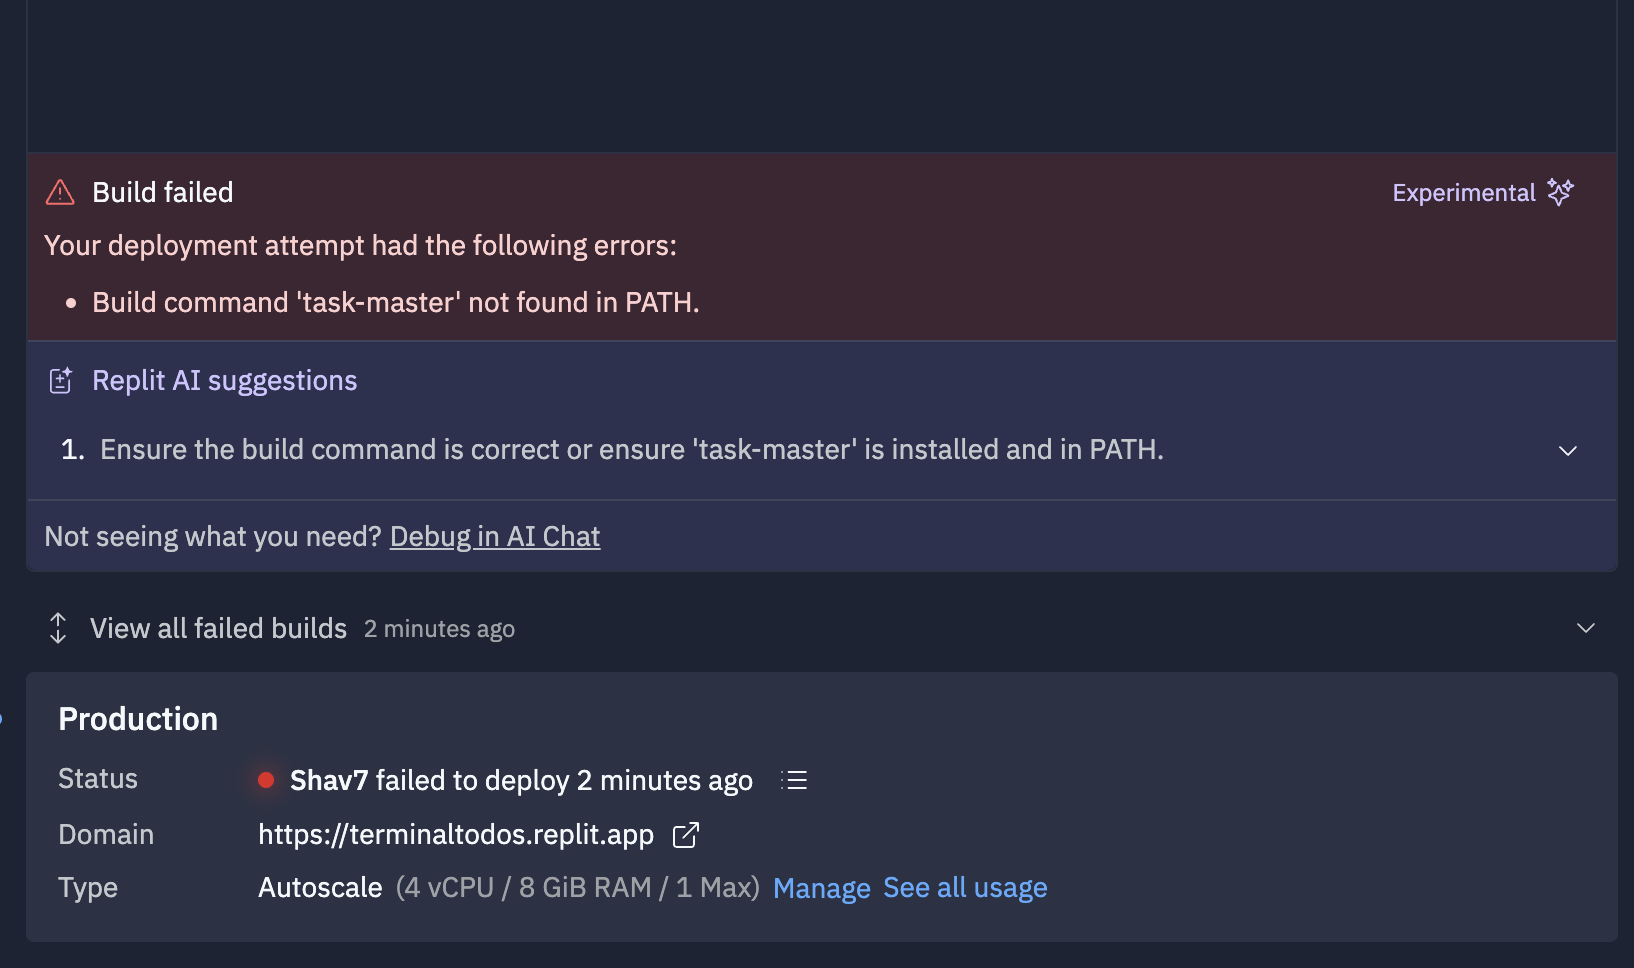 Build failed
Experimental
Your deployment attempt had the following errors:
• Build command 'task-master' not found in PATH.
Replit AI suggestions
1. Ensure the build command is correct or ensure 'task-master' is installed and in PATH.
Not seeing what you need? Debug in AI Chat
View all failed builds 2 minutes ago
Production
Status Shav7 failed to deploy 2 minutes ago
Domain https://terminaltodos.replit.app
Type Autoscale (4 vCPU / 8 GiB RAM / 1 Max) Manage See all usage